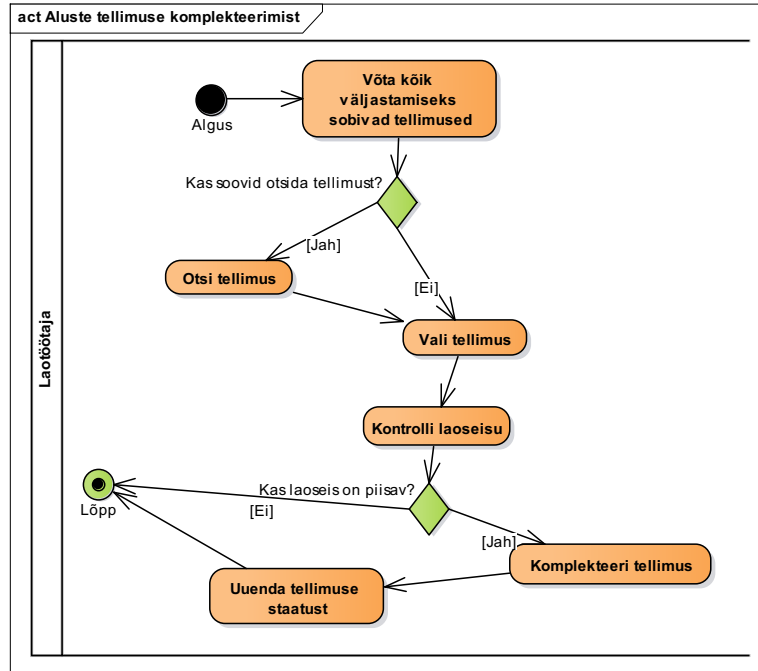 act Aluste tellimuse komplekteerimist
Laotöötaja
Algus
Võta kõik
väljastamiseks
sobivad tellimused
Kas soovid otsida tellimust?
[Jah]
[Ei]
Otsi tellimus
Vali tellimus
Kontrolli laoseisu
Kas laoseis on piisav?
[Ei]
[Jah]
Lõpp
Komplekteeri tellimus
Uuenda tellimuse
staatust